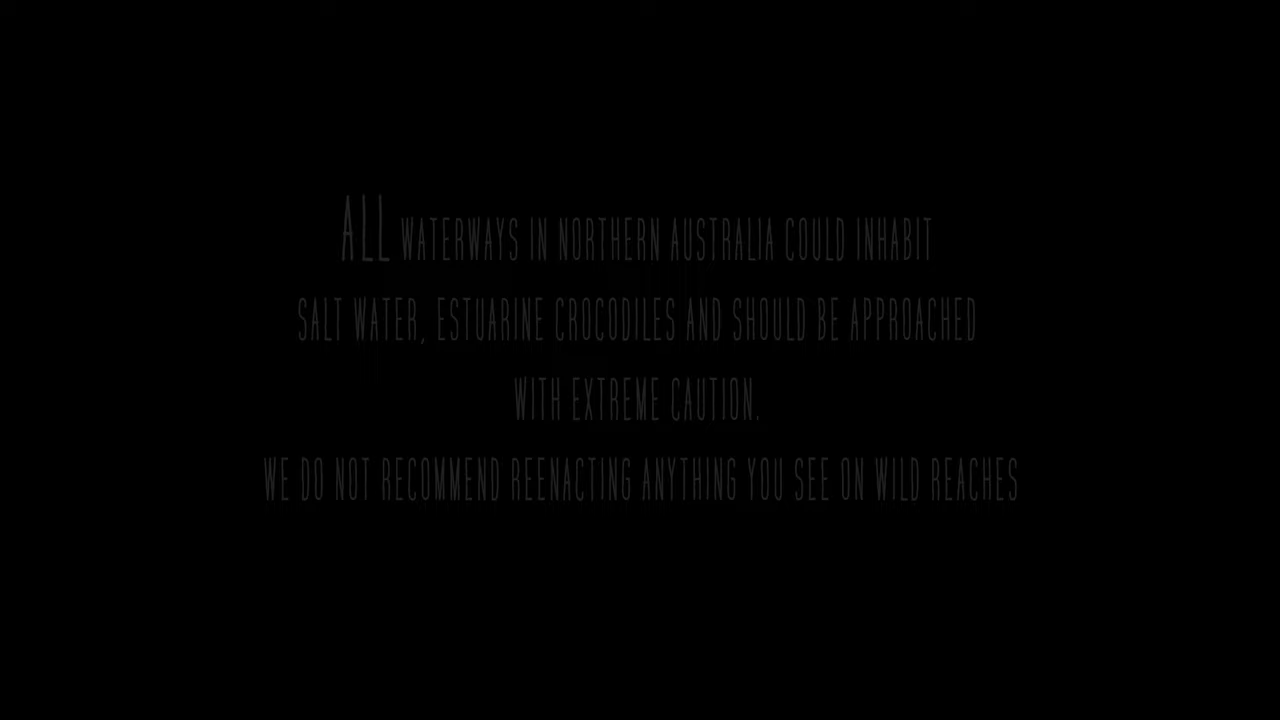 ALL WATERWAYS IN NORTHERN AUSTRALIA COULD INHABIT
SALT WATER, ESTUARINE CROCODILES AND SHOULD BE APPROACHED
WITH EXTREME CAUTION.
WE DO NOT RECOMMEND REENACTING ANYTHING YOU SEE ON WILD REACHES